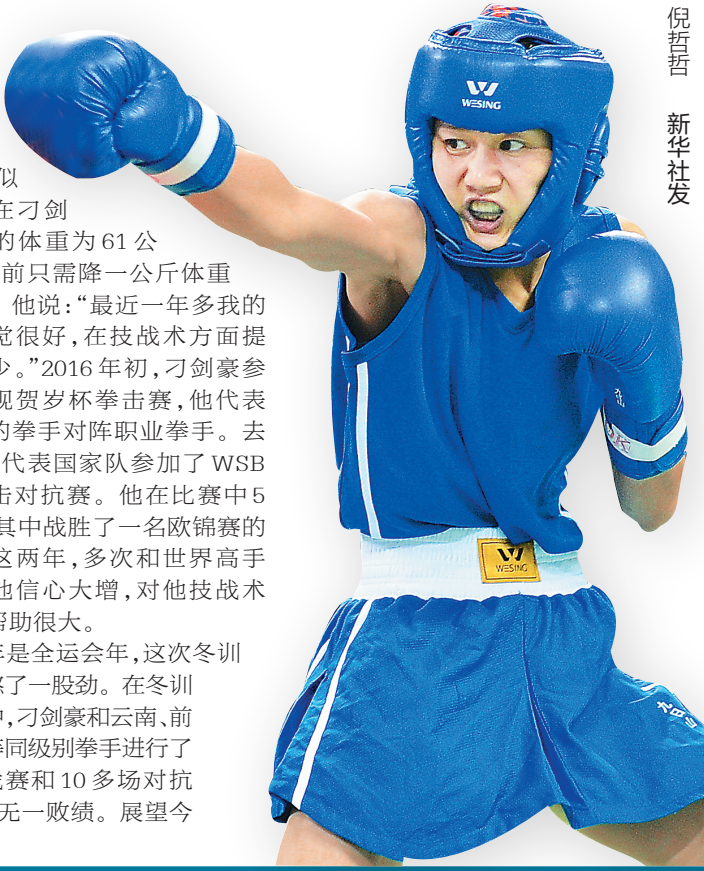 倪哲哲 新华社发
WESING
似
在刁剑
的体重为61公
前只需降一公斤体重
他说：“最近一年多我的
觉很好，在技战术方面提
少。”2016年初，刁剑豪参
视贺岁杯拳击赛，他代表
的拳手对阵职业拳手。去
代表国家队参加了WSB
击对抗赛。他在比赛中5
其中战胜了一名欧锦赛的
这两年，多次和世界高手
他信心大增，对他技战术
帮助很大。
年是全运会年，这次冬训
憋了一股劲。在冬训
中，刁剑豪和云南、前
等同级别拳手进行了
战赛和10多场对抗
无一败绩。展望今
WESING
九日山